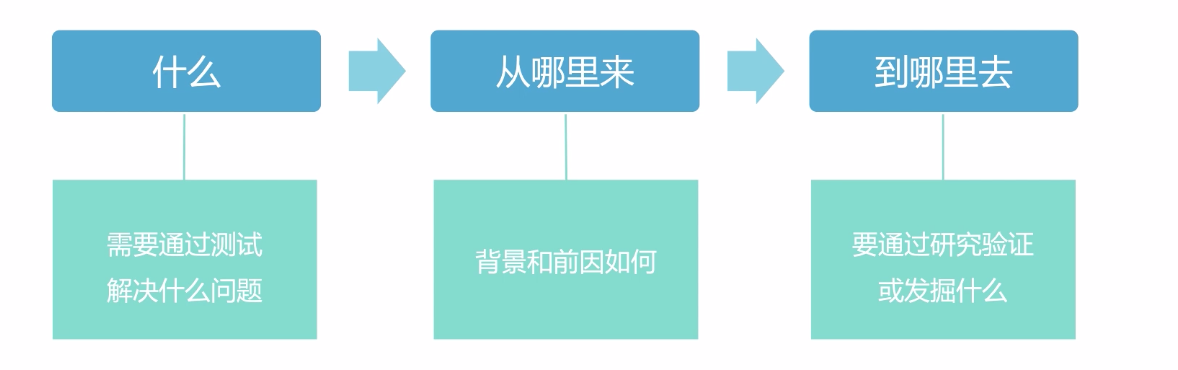 什么
从哪里来
到哪里去
需要通过测试
解决什么问题
背景和前因如何
要通过研究验证
或发掘什么